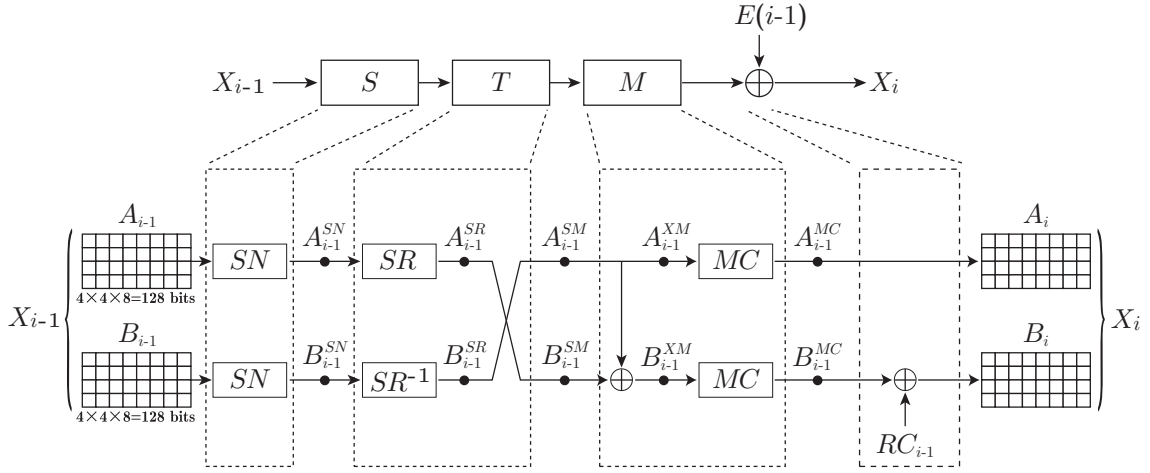 E(i-1)
X_{i-1} S T M X_i
A_{i-1} A_{i-1}^{SN} A_{i-1}^{SR} A_{i-1}^{SM} A_{i-1}^{XM} A_{i-1}^{MC} A_i
SN SR MC
4×4×8=128 bits
X_{i-1} X_i
B_{i-1} B_{i-1}^{SN} B_{i-1}^{SR} B_{i-1}^{SM} B_{i-1}^{XM} B_{i-1}^{MC} B_i
SN SR^{-1} MC
4×4×8=128 bits
RC_{i-1}